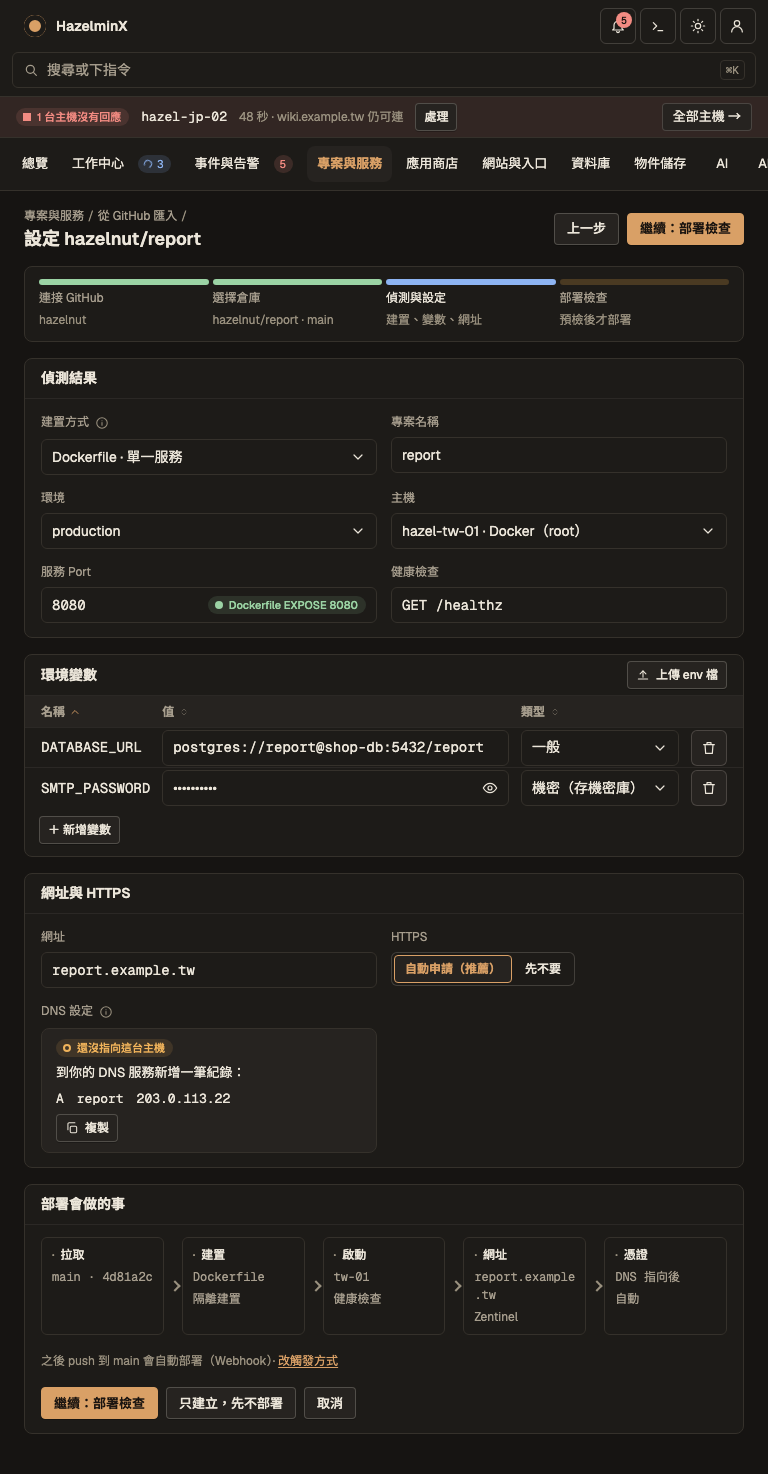 HazelminX
5
搜尋或下指令
⌘K
1 台主機沒有回應 hazel-jp-02 48 秒 · wiki.example.tw 仍可連 處理 全部主機 →
總覽 工作中心 3 事件與告警 5 專案與服務 應用商店 網站與入口 資料庫 物件儲存 AI
專案與服務 / 從 GitHub 匯入 /
設定 hazelnut/report
上一步 繼續：部署檢查
連接 GitHub 選擇倉庫 偵測與設定 部署檢查
hazelnut hazelnut/report · main 建置、變數、網址 預檢後才部署
偵測結果
建置方式 專案名稱
Dockerfile · 單一服務 report
環境 主機
production hazel-tw-01 · Docker（root）
服務 Port 健康檢查
8080 Dockerfile EXPOSE 8080 GET /healthz
環境變數 上傳 env 檔
名稱 值 類型
DATABASE_URL postgres://report@shop-db:5432/report 一般
SMTP_PASSWORD •••••••••• 機密（存機密庫）
＋ 新增變數
網址與 HTTPS
網址 HTTPS
report.example.tw 自動申請（推薦） 先不要
DNS 設定
還沒指向這台主機
到你的 DNS 服務新增一筆紀錄：
A report 203.0.113.22
複製
部署會做的事
· 拉取 · 建置 · 啟動 · 網址 · 憑證
main · 4d81a2c Dockerfile tw-01 report.example DNS 指向後
隔離建置 健康檢查 .tw 自動
Zentinel
之後 push 到 main 會自動部署（Webhook）· 改觸發方式
繼續：部署檢查 只建立，先不部署 取消